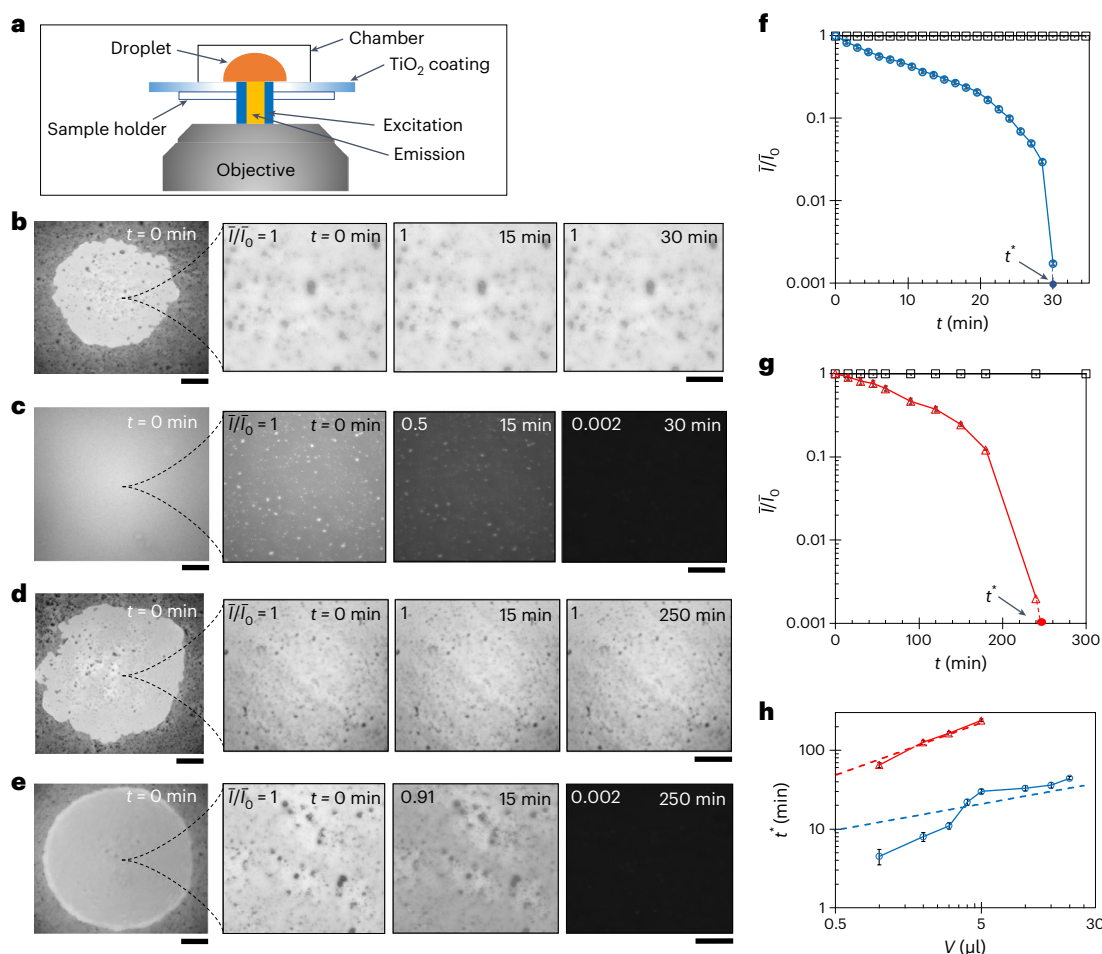 a
Droplet
Chamber
TiO2 coating
Sample holder
Excitation
Emission
Objective
b
t = 0 min
Ī/Ī0 = 1 t = 0 min
1 15 min
1 30 min
c
t = 0 min
Ī/Ī0 = 1 t = 0 min
0.5 15 min
0.002 30 min
d
t = 0 min
Ī/Ī0 = 1 t = 0 min
1 15 min
1 250 min
e
t = 0 min
Ī/Ī0 = 1 t = 0 min
0.91 15 min
0.002 250 min
f
1
0.1
0.01
0.001
Ī/Ī0
t*
0 10 20 30
t (min)
g
1
0.1
0.01
0.001
Ī/Ī0
t*
0 100 200 300
t (min)
h
100
10
1
t* (min)
0.5 5 30
V (µl)